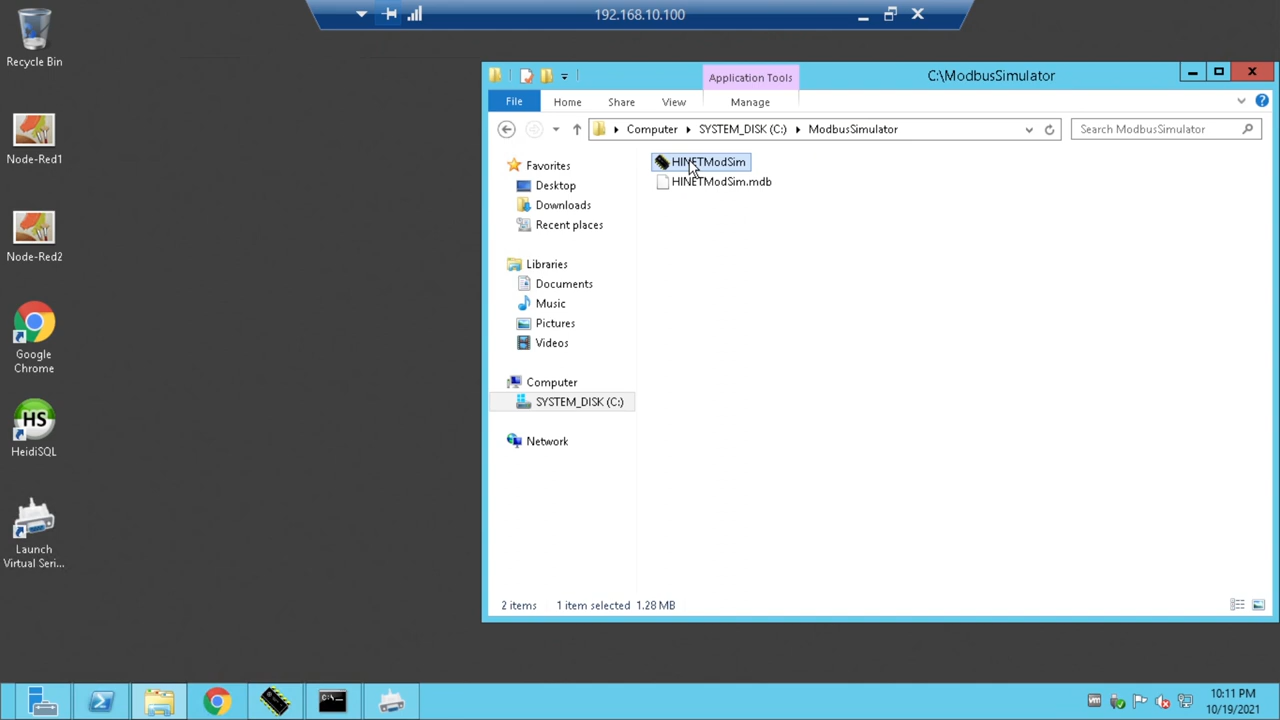 192.168.10.100
Recycle Bin
Node-Red1
Node-Red2
Google
Chrome
HS
HeidiSQL
Launch
Virtual Seri...
Application Tools
C:\ModbusSimulator
File
Home
Share
View
Manage
Computer
SYSTEM_DISK (C:)
ModbusSimulator
Search ModbusSimulator
Favorites
Desktop
Downloads
Recent places
Libraries
Documents
Music
Pictures
Videos
Computer
SYSTEM_DISK (C:)
Network
HINETModSim
HINETModSim.mdb
2 items
1 item selected 1.28 MB
10:11 PM
10/19/2021